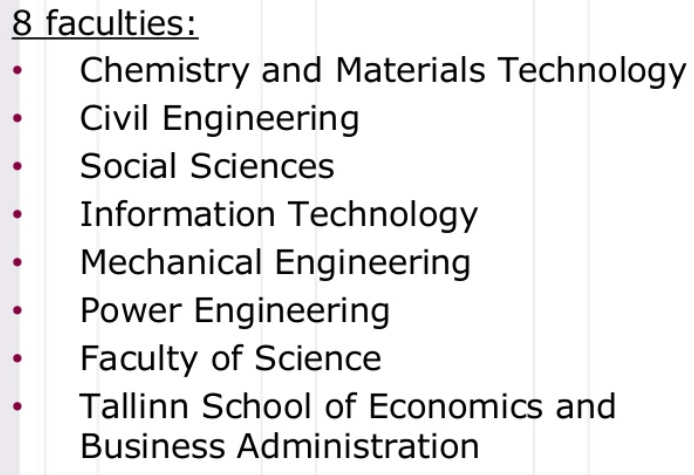 8 faculties:
• Chemistry and Materials Technology
• Civil Engineering
• Social Sciences
• Information Technology
• Mechanical Engineering
• Power Engineering
• Faculty of Science
• Tallinn School of Economics and
Business Administration